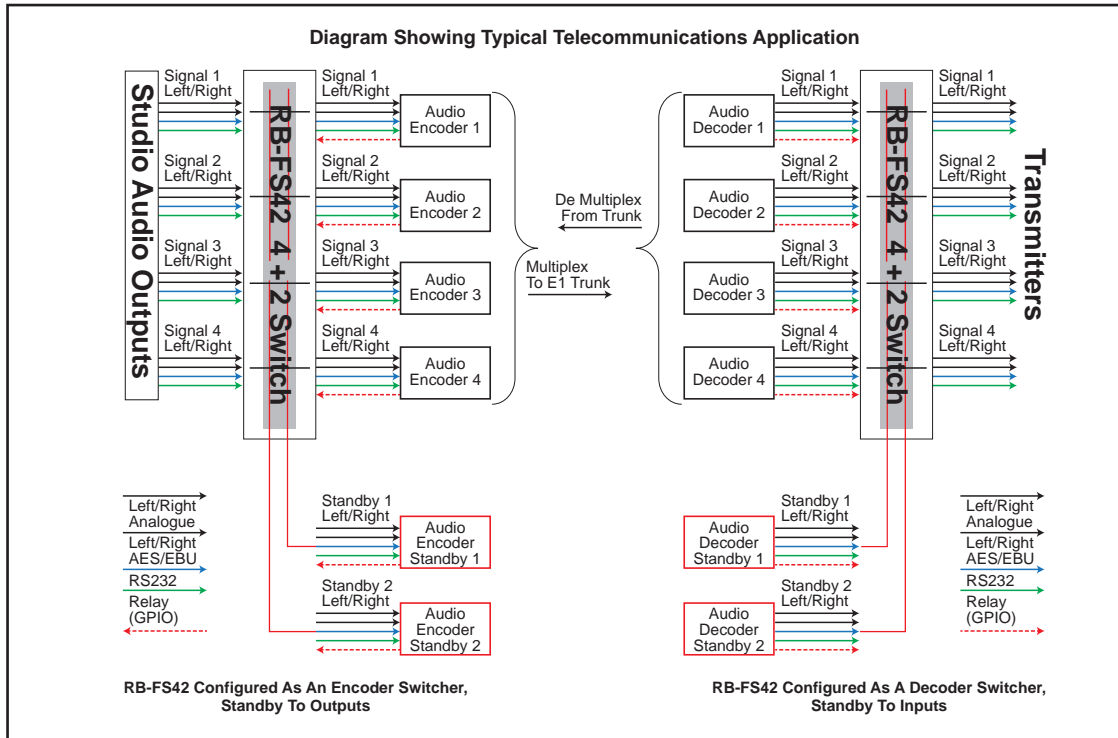 Diagram Showing Typical Telecommunications Application
Studio Audio Outputs
Signal 1
Left/Right
Signal 2
Left/Right
Signal 3
Left/Right
Signal 4
Left/Right
RB-FS42 4 + 2 Switch
Signal 1
Left/Right
Signal 2
Left/Right
Signal 3
Left/Right
Signal 4
Left/Right
Audio
Encoder 1
Audio
Encoder 2
Audio
Encoder 3
Audio
Encoder 4
De Multiplex
From Trunk
Multiplex
To E1 Trunk
Audio
Decoder 1
Audio
Decoder 2
Audio
Decoder 3
Audio
Decoder 4
Signal 1
Left/Right
Signal 2
Left/Right
Signal 3
Left/Right
Signal 4
Left/Right
RB-FS42 4 + 2 Switch
Signal 1
Left/Right
Signal 2
Left/Right
Signal 3
Left/Right
Signal 4
Left/Right
Transmitters
Left/Right
Analogue
Left/Right
AES/EBU
RS232
Relay
(GPIO)
Standby 1
Left/Right
Audio
Encoder
Standby 1
Standby 2
Left/Right
Audio
Encoder
Standby 2
Audio
Decoder
Standby 1
Standby 1
Left/Right
Audio
Decoder
Standby 2
Standby 2
Left/Right
Left/Right
Analogue
Left/Right
AES/EBU
RS232
Relay
(GPIO)
RB-FS42 Configured As An Encoder Switcher,
Standby To Outputs
RB-FS42 Configured As A Decoder Switcher,
Standby To Inputs